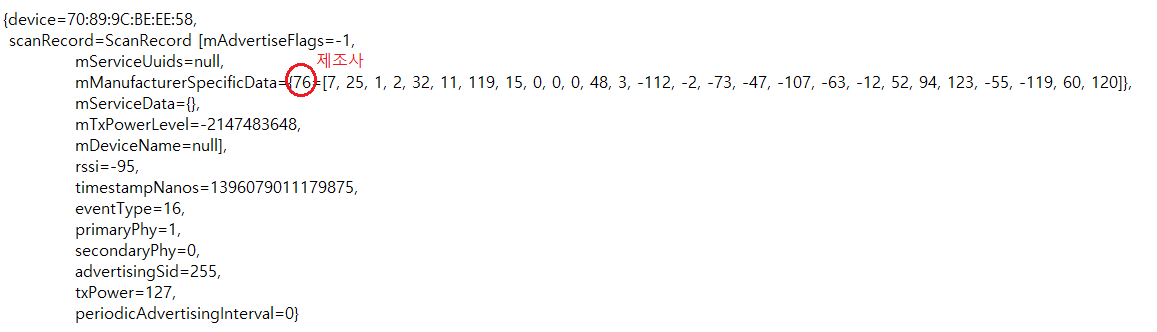 {device=70:89:9C:BE:EE:58,
scanRecord=ScanRecord [mAdvertiseFlags=-1,
mServiceUuids=null,
제조사
mManufacturerSpecificData={76=[7, 25, 1, 2, 32, 11, 119, 15, 0, 0, 0, 48, 3, -112, -2, -73, -47, -107, -63, -12, 52, 94, 123, -55, -119, 60, 120]},
mServiceData={},
mTxPowerLevel=-2147483648,
mDeviceName=null],
rssi=-95,
timestampNanos=1396079011179875,
eventType=16,
primaryPhy=1,
secondaryPhy=0,
advertisingSid=255,
txPower=127,
periodicAdvertisingInterval=0}